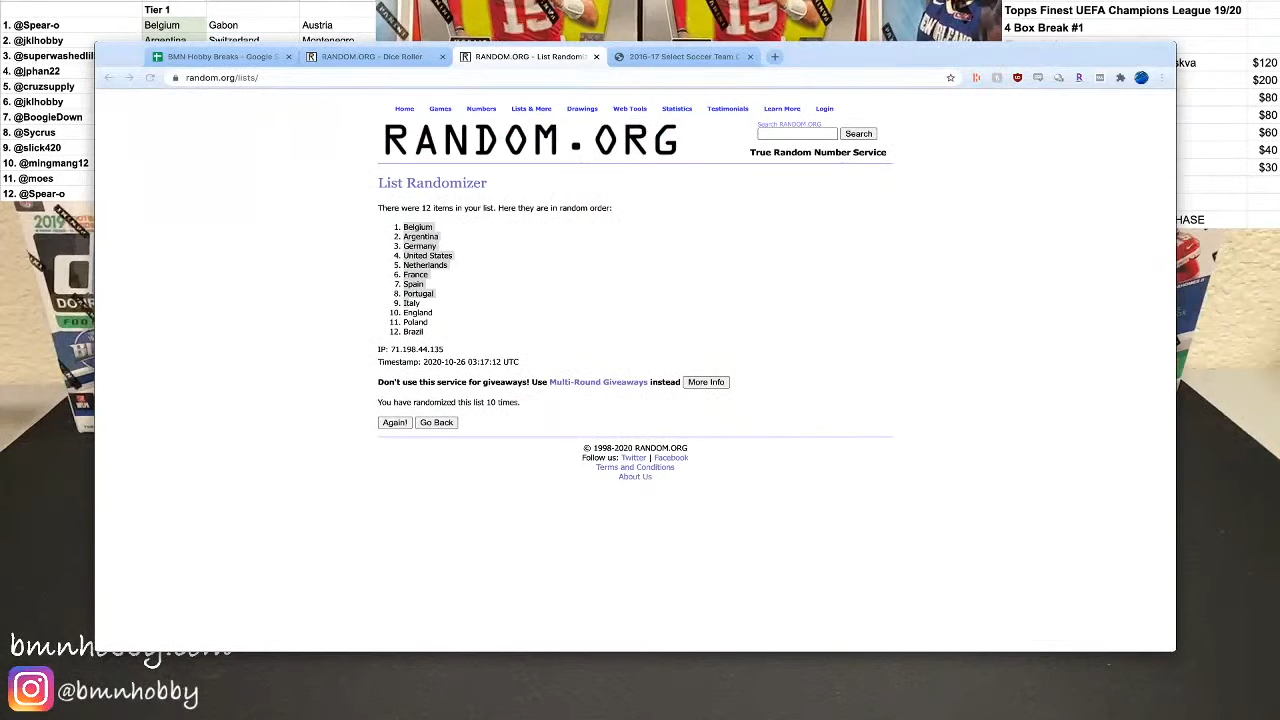 Tier 1
Topps Finest UEFA Champions League 19/20
1. @Spear-o Belgium Gabon Austria
4 Box Break #1
2. @jklhobby
3. @superwashedlili
4. @jphan22
5. @cruzsupply
6. @jklhobby
7. @BoogieDown
8. @Sycrus
9. @slick420
10. @mingmang12
11. @moes
12. @Spear-o
BMN Hobby Breaks - Google S
RANDOM.ORG - Dice Roller
RANDOM.ORG - List Randomi
2016-17 Select Soccer Team C
random.org/lists/
$120
$200
$80
$80
$60
$40
$30
HASE
Home Games Numbers Lists & More Drawings Web Tools Statistics Testimonials Learn More Login
Search RANDOM.ORG
RANDOM.ORG
Search
True Random Number Service
List Randomizer
There were 12 items in your list. Here they are in random order:
1. Belgium
2. Argentina
3. Germany
4. United States
5. Netherlands
6. France
7. Spain
8. Portugal
9. Italy
10. England
11. Poland
12. Brazil
IP: 71.198.44.135
Timestamp: 2020-10-26 03:17:12 UTC
Don't use this service for giveaways! Use Multi-Round Giveaways instead More Info
You have randomized this list 10 times.
Again! Go Back
© 1998-2020 RANDOM.ORG
Follow us: Twitter | Facebook
Terms and Conditions
About Us
2019
bmnhobby.com
@bmnhobby